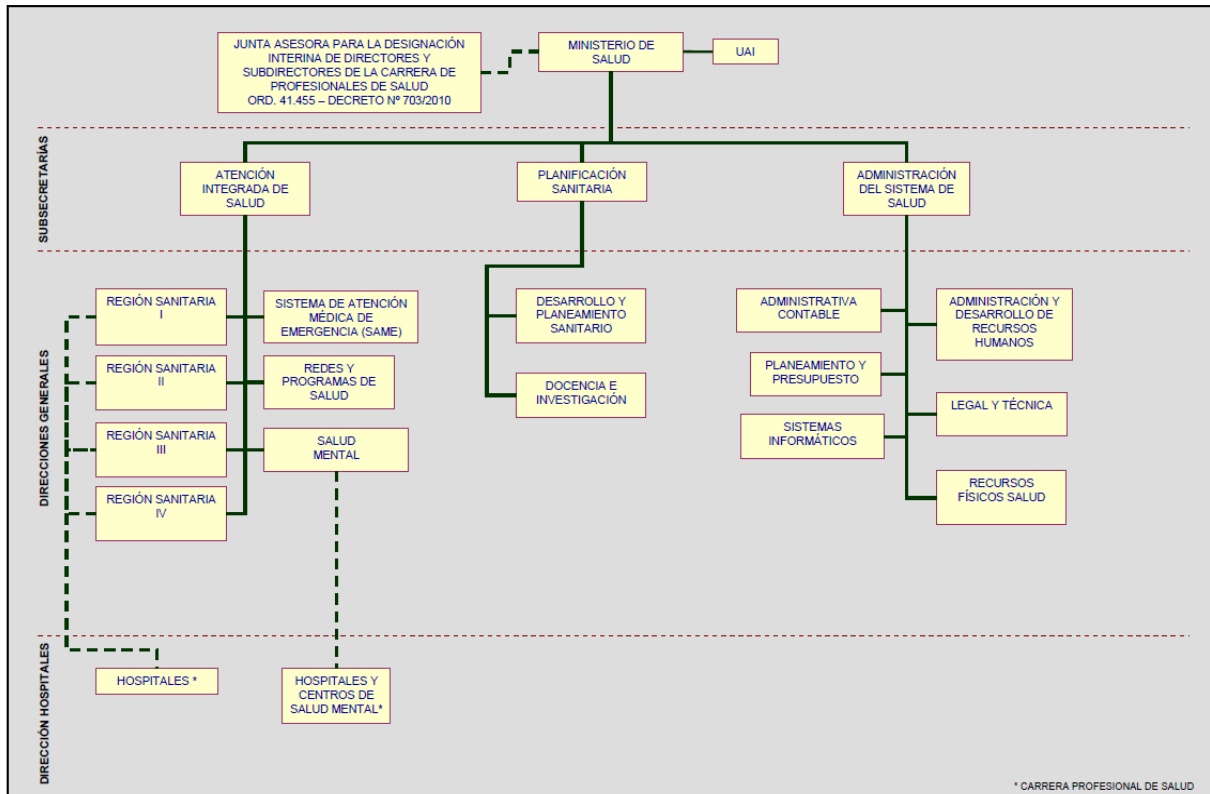 JUNTA ASESORA PARA LA DESIGNACIÓN
INTERINA DE DIRECTORES Y
SUBDIRECTORES DE LA CARRERA DE
PROFESIONALES DE SALUD
ORD. 41.455 – DECRETO Nº 703/2010
MINISTERIO DE
SALUD
UAI
SUBSECRETARÍAS
ATENCIÓN
INTEGRADA DE
SALUD
PLANIFICACIÓN
SANITARIA
ADMINISTRACIÓN
DEL SISTEMA DE
SALUD
DIRECCIONES GENERALES
REGIÓN SANITARIA
I
SISTEMA DE ATENCIÓN
MÉDICA DE
EMERGENCIA (SAME)
REGIÓN SANITARIA
II
REDES Y
PROGRAMAS DE
SALUD
REGIÓN SANITARIA
III
SALUD
MENTAL
REGIÓN SANITARIA
IV
DESARROLLO Y
PLANEAMIENTO
SANITARIO
DOCENCIA E
INVESTIGACIÓN
ADMINISTRATIVA
CONTABLE
ADMINISTRACIÓN Y
DESARROLLO DE
RECURSOS
HUMANOS
PLANEAMIENTO Y
PRESUPUESTO
LEGAL Y TÉCNICA
SISTEMAS
INFORMÁTICOS
RECURSOS
FÍSICOS SALUD
DIRECCIÓN HOSPITALES
HOSPITALES *
HOSPITALES Y
CENTROS DE
SALUD MENTAL*
* CARRERA PROFESIONAL DE SALUD